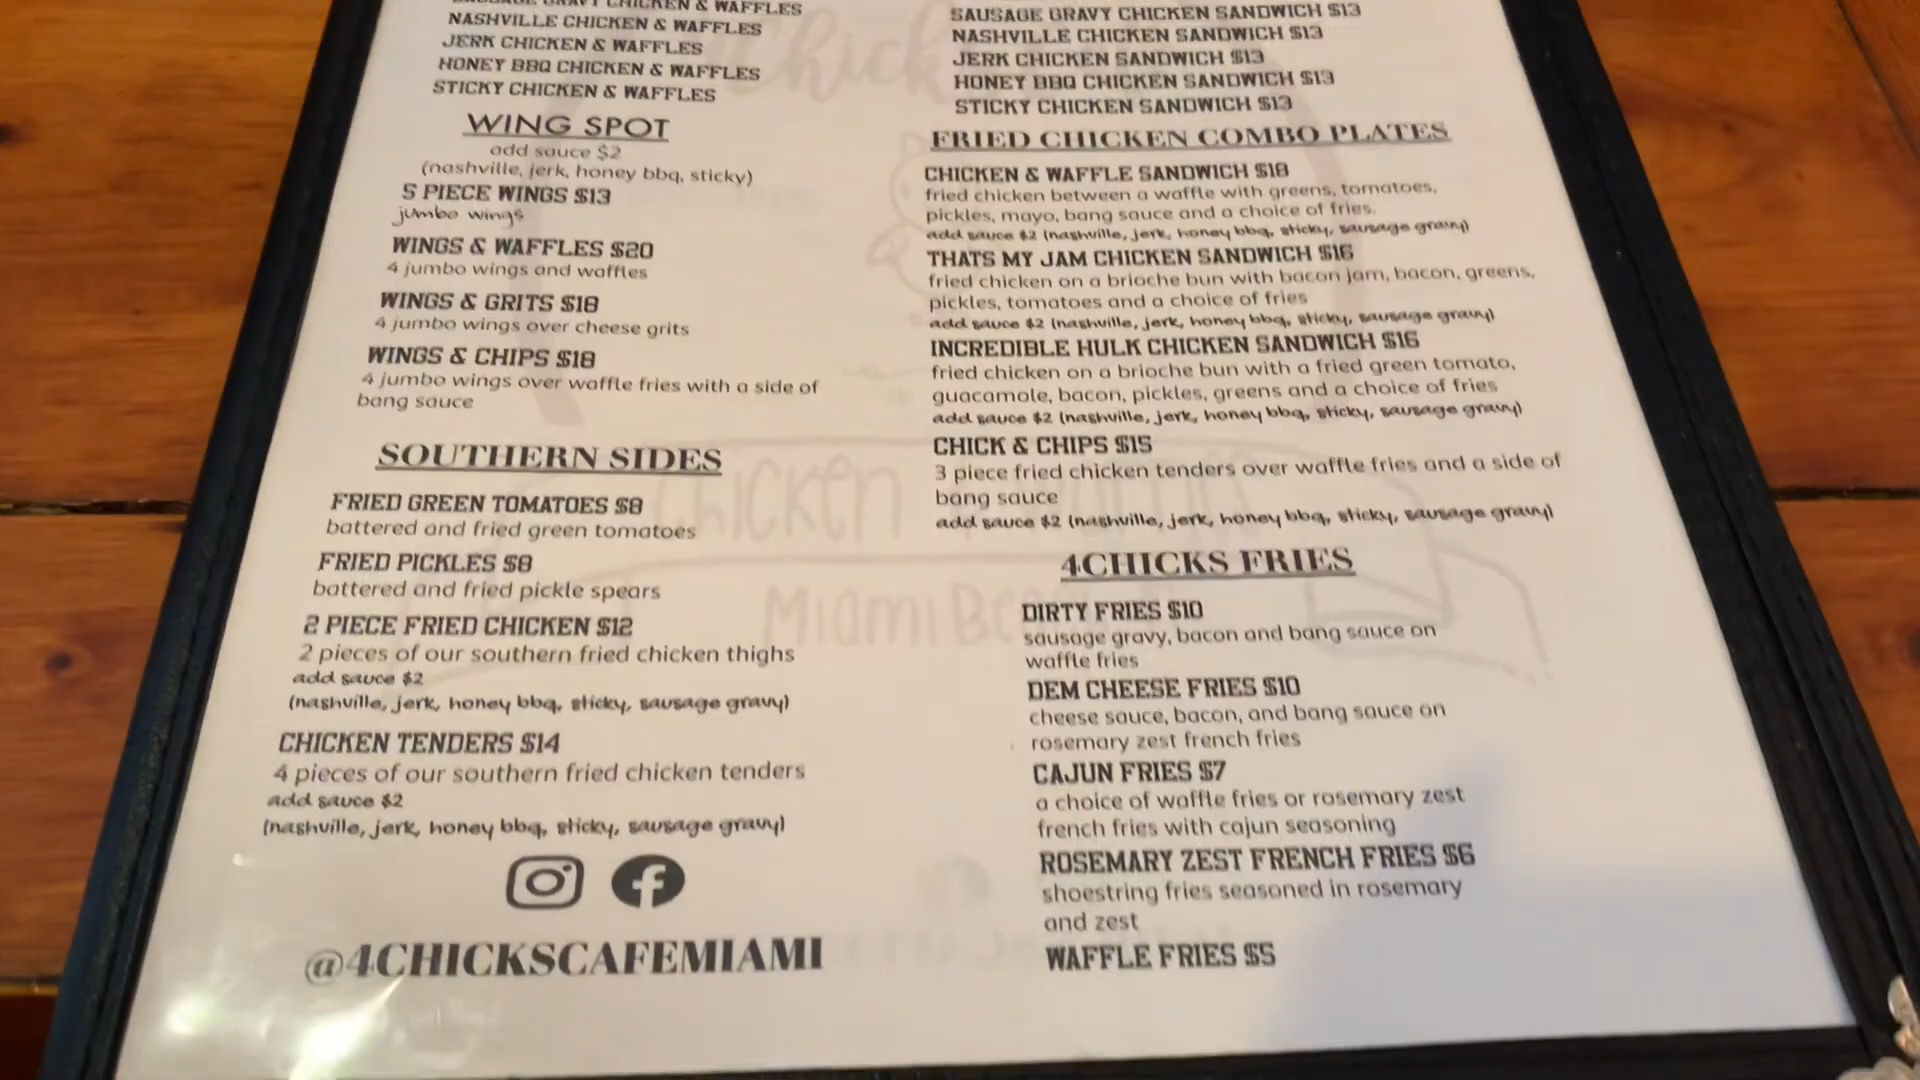 SAUSAGE GRAVY CHICKEN & WAFFLES
NASHVILLE CHICKEN & WAFFLES
JERK CHICKEN & WAFFLES
HONEY BBQ CHICKEN & WAFFLES
STICKY CHICKEN & WAFFLES
WING SPOT
add sauce $2
(nashville, jerk, honey bbq, sticky)
5 PIECE WINGS $13
jumbo wings
WINGS & WAFFLES $20
4 jumbo wings and waffles
WINGS & GRITS $18
4 jumbo wings over cheese grits
WINGS & CHIPS $18
4 jumbo wings over waffle fries with a side of
bang sauce
SOUTHERN SIDES
FRIED GREEN TOMATOES $8
battered and fried green tomatoes
FRIED PICKLES $8
battered and fried pickle spears
2 PIECE FRIED CHICKEN $12
2 pieces of our southern fried chicken thighs
add sauce $2
(nashville, jerk, honey bbq, sticky, sausage gravy)
CHICKEN TENDERS $14
4 pieces of our southern fried chicken tenders
add sauce $2
(nashville, jerk, honey bbq, sticky, sausage gravy)
@4CHICKSCAFEMIAMI
SAUSAGE GRAVY CHICKEN SANDWICH $13
NASHVILLE CHICKEN SANDWICH $13
JERK CHICKEN SANDWICH $13
HONEY BBQ CHICKEN SANDWICH $13
STICKY CHICKEN SANDWICH $13
FRIED CHICKEN COMBO PLATES
CHICKEN & WAFFLE SANDWICH $18
fried chicken between a waffle with greens, tomatoes,
pickles, mayo, bang sauce and a choice of fries.
add sauce $2 (nashville, jerk, honey bbq, sticky, sausage gravy)
THATS MY JAM CHICKEN SANDWICH $16
fried chicken on a brioche bun with bacon jam, bacon, greens,
pickles, tomatoes and a choice of fries
add sauce $2 (nashville, jerk, honey bbq, sticky, sausage gravy)
INCREDIBLE HULK CHICKEN SANDWICH $16
fried chicken on a brioche bun with a fried green tomato,
guacamole, bacon, pickles, greens and a choice of fries
add sauce $2 (nashville, jerk, honey bbq, sticky, sausage gravy)
CHICK & CHIPS $15
3 piece fried chicken tenders over waffle fries and a side of
bang sauce
add sauce $2 (nashville, jerk, honey bbq, sticky, sausage gravy)
4CHICKS FRIES
DIRTY FRIES $10
sausage gravy, bacon and bang sauce on
waffle fries
DEM CHEESE FRIES $10
cheese sauce, bacon, and bang sauce on
rosemary zest french fries
CAJUN FRIES $7
a choice of waffle fries or rosemary zest
french fries with cajun seasoning
ROSEMARY ZEST FRENCH FRIES $6
shoestring fries seasoned in rosemary
and zest
WAFFLE FRIES $5
Chick
Chicken
Miami